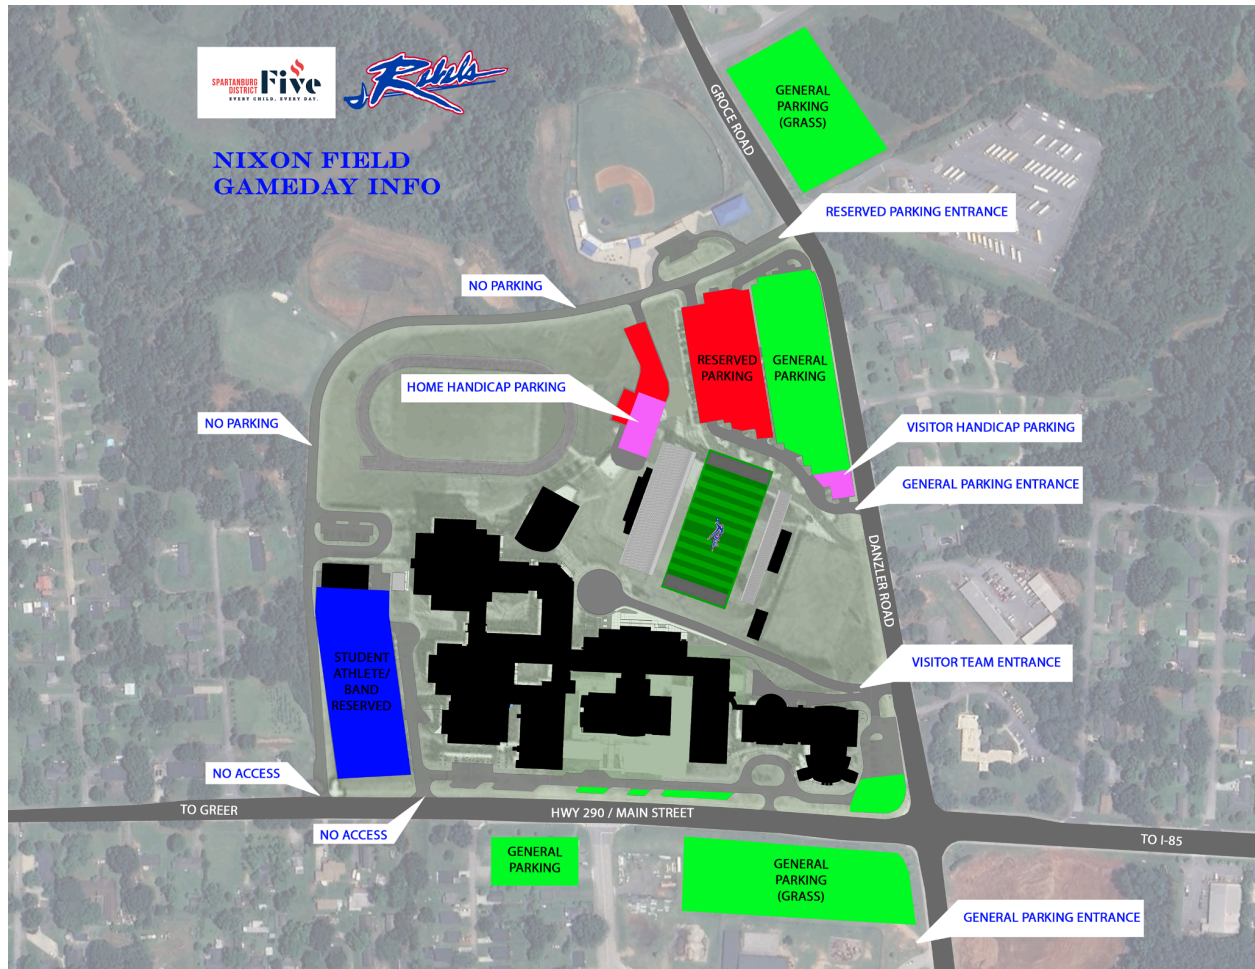 SPARTANBURG
DISTRICT
Five
EVERY CHILD, EVERY DAY.
Rebels
NIXON FIELD
GAMEDAY INFO
GROCE ROAD
GENERAL
PARKING
(GRASS)
RESERVED PARKING ENTRANCE
NO PARKING
RESERVED
PARKING
GENERAL
PARKING
HOME HANDICAP PARKING
NO PARKING
VISITOR HANDICAP PARKING
GENERAL PARKING ENTRANCE
Rebels
DANZLER ROAD
STUDENT
ATHLETE/
BAND
RESERVED
VISITOR TEAM ENTRANCE
NO ACCESS
TO GREER
HWY 290 / MAIN STREET
NO ACCESS
TO I-85
GENERAL
PARKING
GENERAL
PARKING
(GRASS)
GENERAL PARKING ENTRANCE